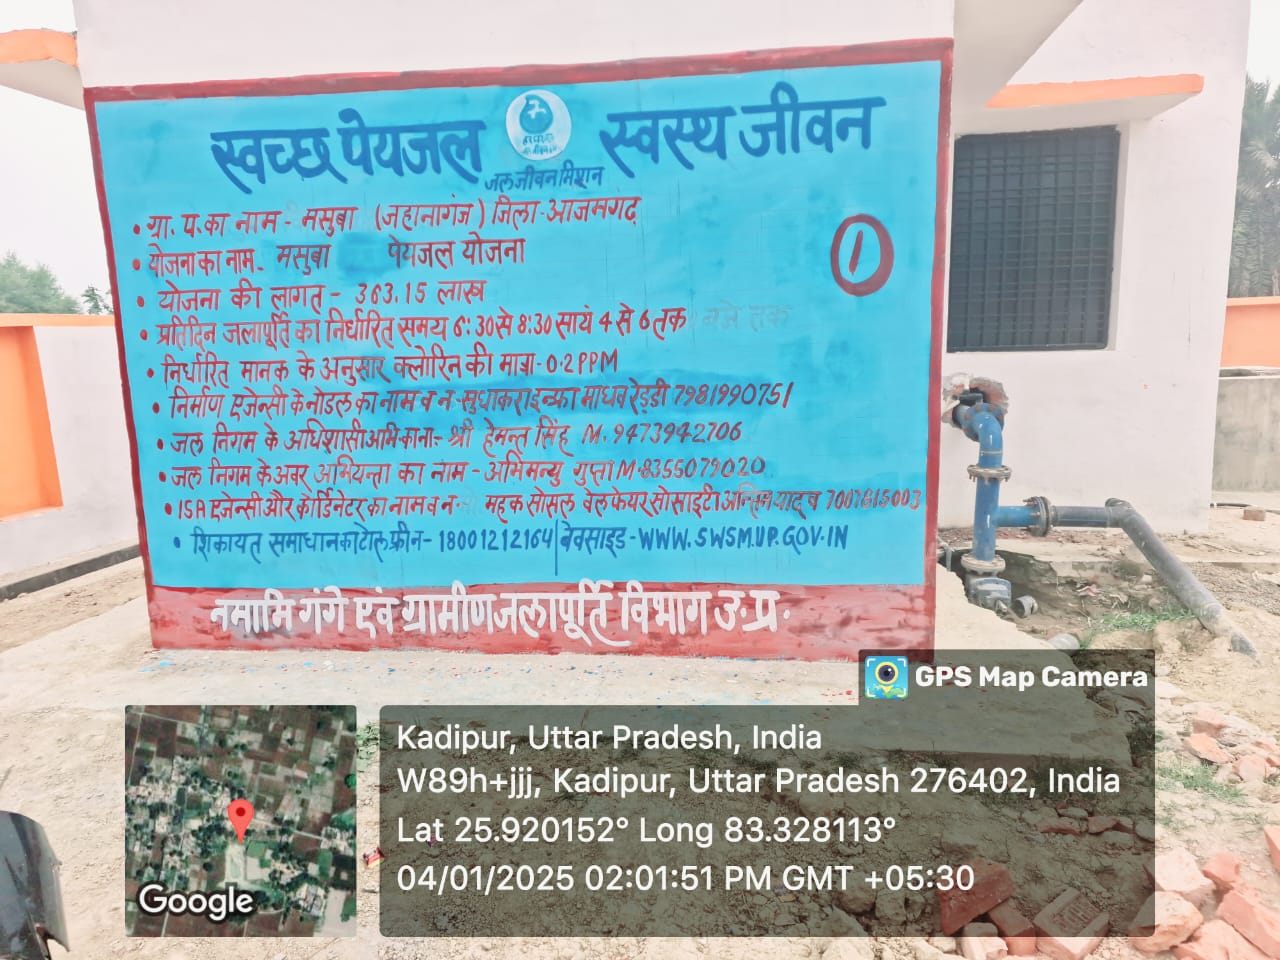 स्वच्छ पेयजल स्वस्थ जीवन
जल जीवन मिशन
• ग्रा. प. का नाम - मसुबा (जहानागंज) जिला-आजमगढ़
• योजना का नाम- मसुबा पेयजल योजना
1
• योजना की लागत - 363.15 लाख
• प्रतिदिन जलापूर्ति का निर्धारित समय 6:30 से 8:30 सायं 4 से 6 तक
• निर्धारित मानक के अनुसार क्लोरिन की मात्रा-0.2 PPM
• निर्माण एजेन्सी के नोडल का नाम व न.-सुधाकरा इन्फ्रा माधव रेड्डी 7981990751
• जल निगम के अधिशासी अभि का ना:- श्री हेमन्त सिंह M. 9473942706
• जल निगम के अवर अभियन्ता का नाम - अभिमन्यु गुप्ता M-8355079020
• ISA एजेन्सी और कोर्डिनेटर का नाम व न. महक सोसल वेलफेयर सोसाइटी अन्तिम यादव 7007815003
• शिकायत समाधान का टोल फ्रीन- 18001212164 | वेवसाइड-WWW.SWSM.UP.GOV.IN
नमामि गंगे एवं ग्रामीण जलापूर्ति विभाग उ.प्र.
GPS Map Camera
Kadipur, Uttar Pradesh, India
W89h+jjj, Kadipur, Uttar Pradesh 276402, India
Lat 25.920152° Long 83.328113°
04/01/2025 02:01:51 PM GMT +05:30
Google